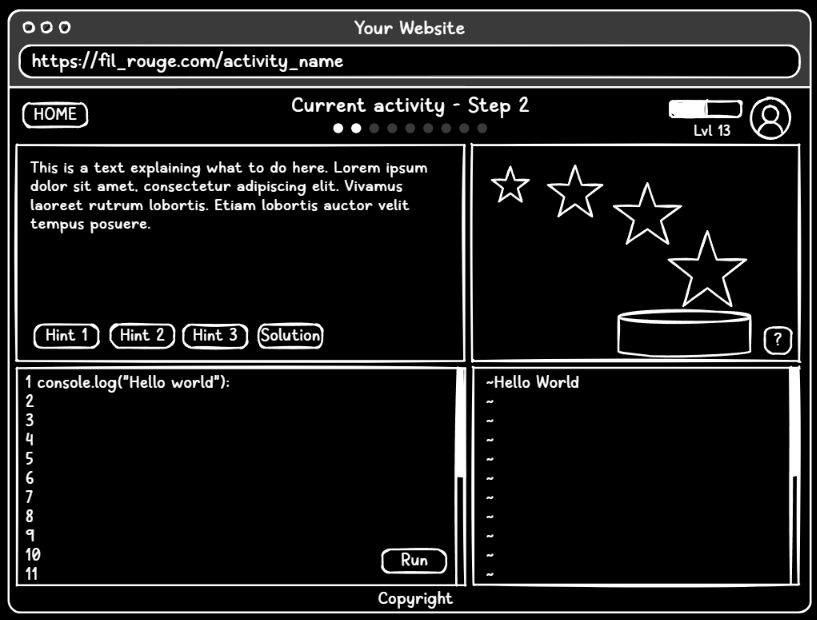 Your Website
https://fil_rouge.com/activity_name
HOME
Current activity - Step 2
Lvl 13
This is a text explaining what to do here. Lorem ipsum
dolor sit amet, consectetur adipiscing elit. Vivamus
laoreet rutrum lobortis. Etiam lobortis auctor velit
tempus posuere.
Hint 1
Hint 2
Hint 3
Solution
?
1 console.log("Hello world"):
2
3
4
5
6
7
8
9
10
11
Run
~Hello World
~
~
~
~
~
~
~
~
~
~
Copyright